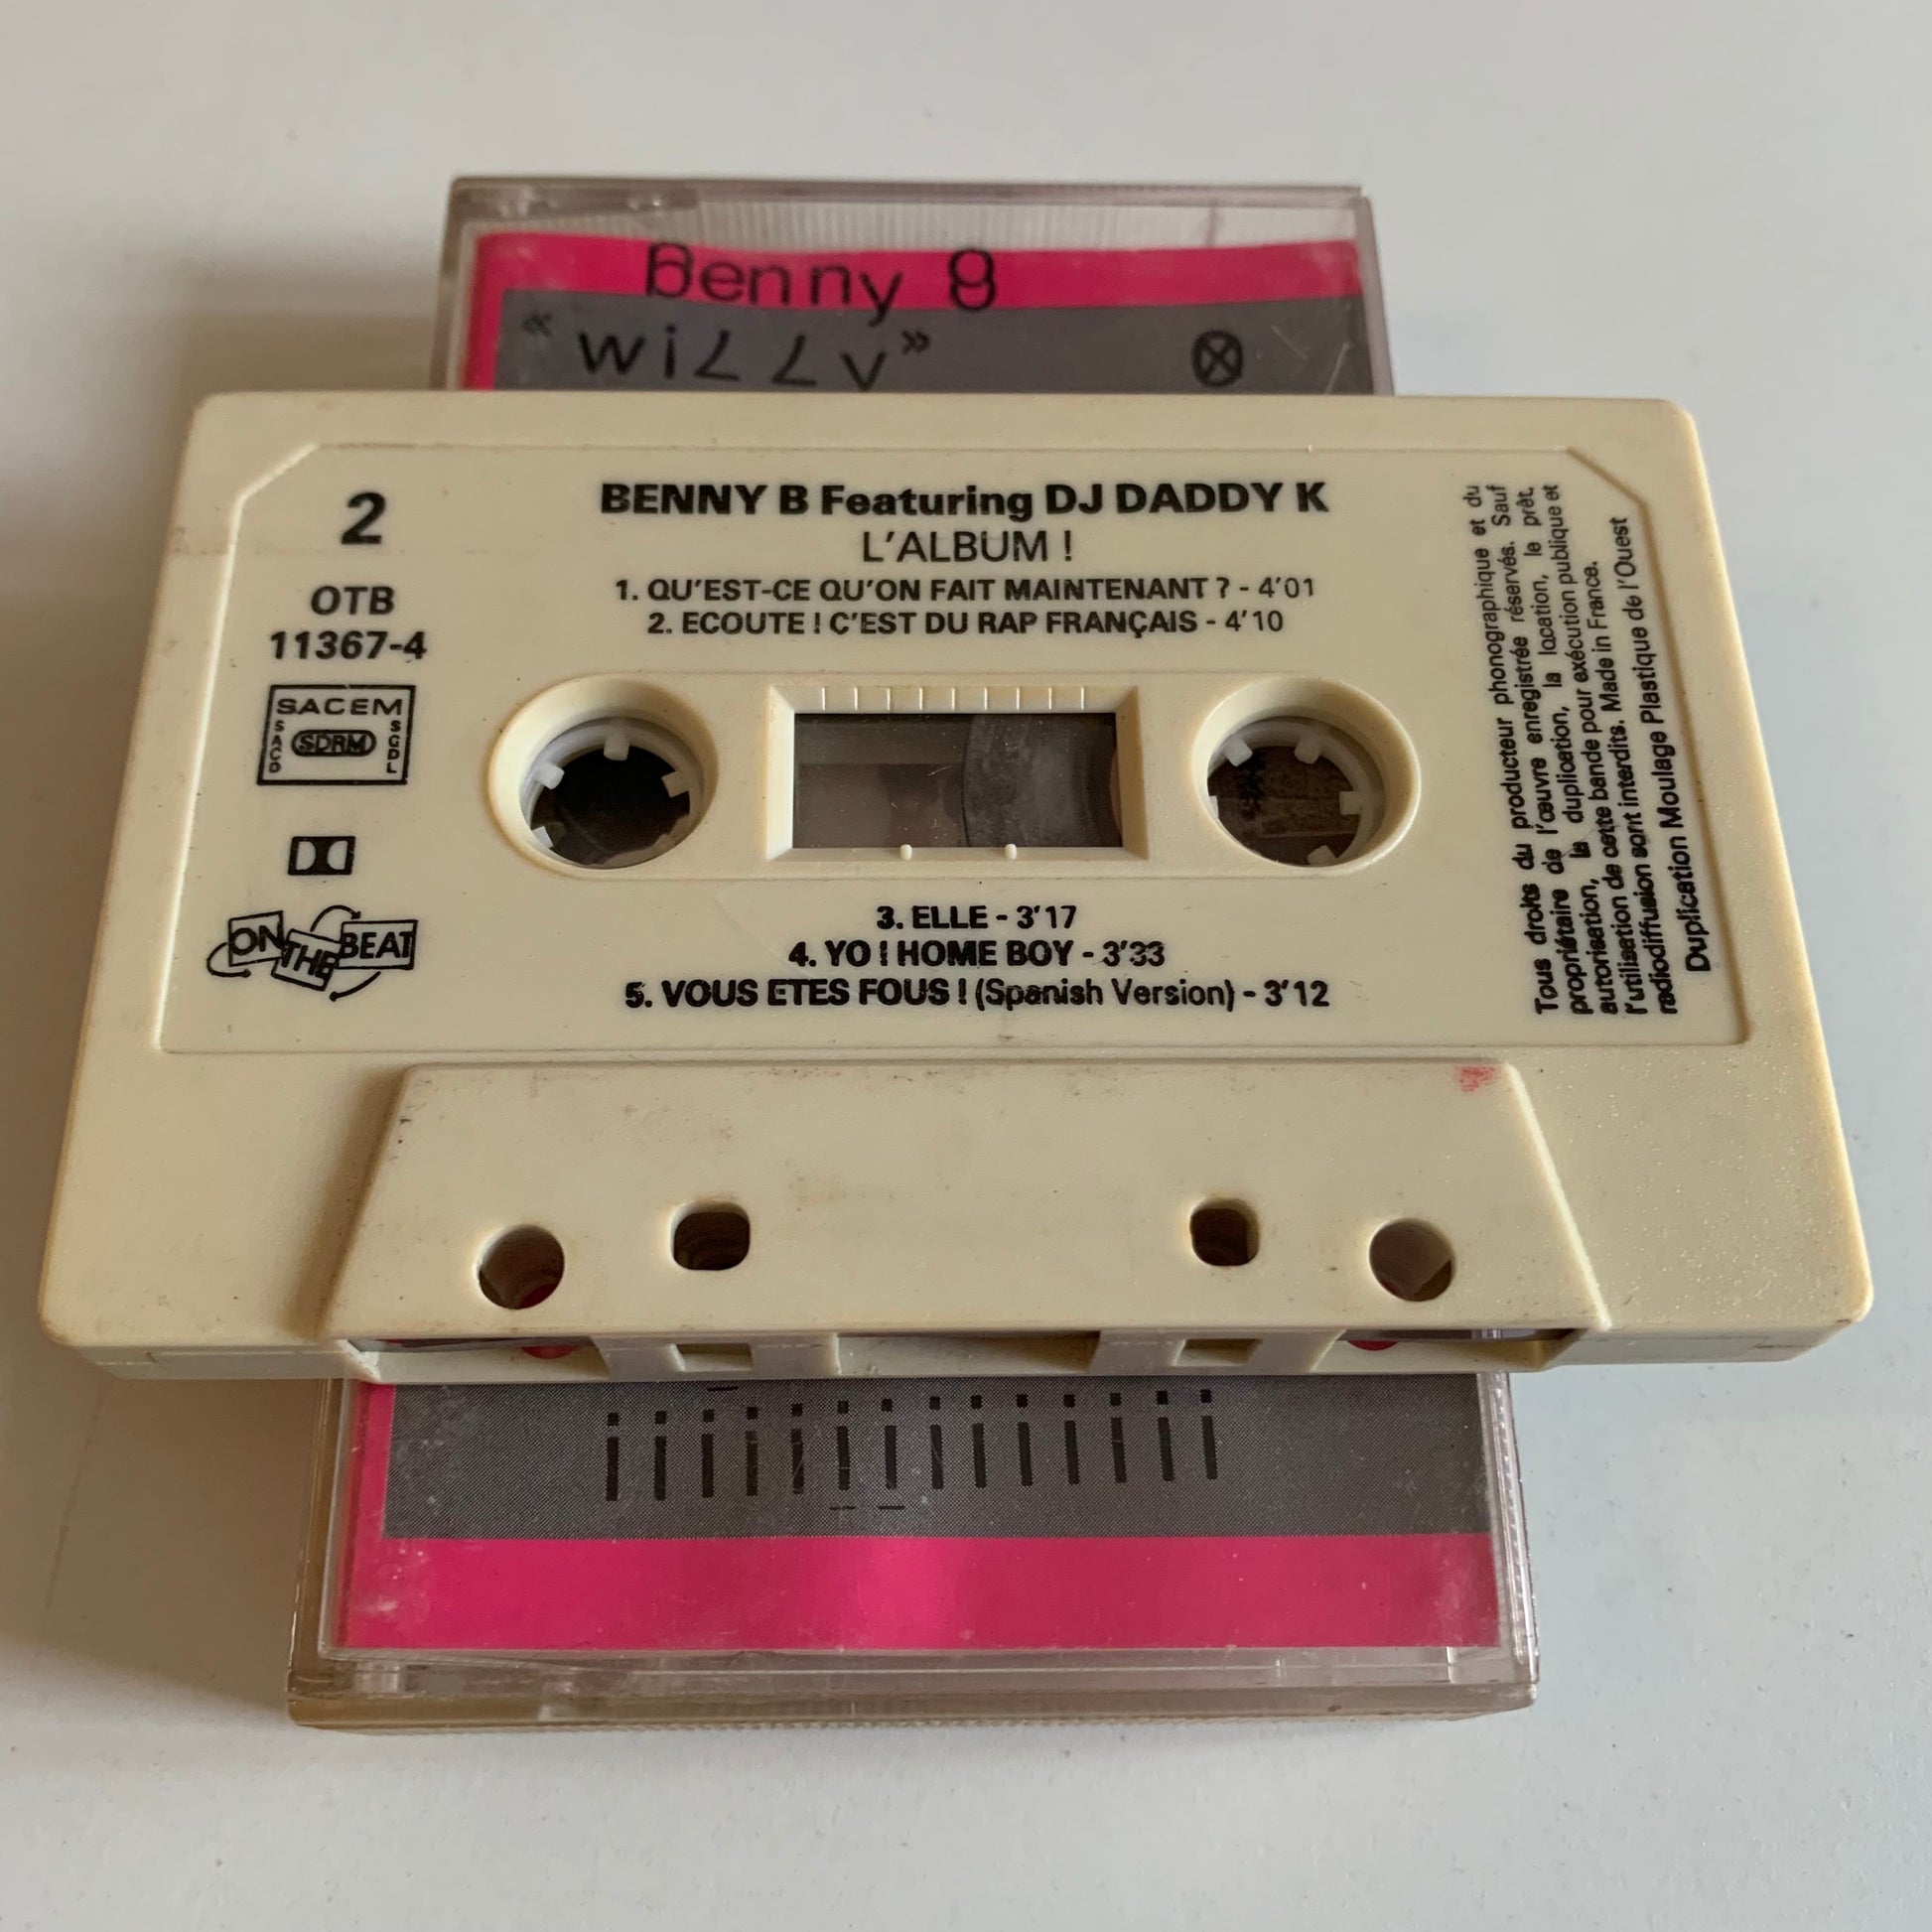 Benny B
« Willy »
2
OTB
11367-4
SACEM
SACD
SDRM
SCDL
ON THE BEAT
BENNY B Featuring DJ DADDY K
L'ALBUM !
1. QU'EST-CE QU'ON FAIT MAINTENANT ? - 4'01
2. ECOUTE ! C'EST DU RAP FRANÇAIS - 4'10
3. ELLE - 3'17
4. YO ! HOME BOY - 3'33
5. VOUS ETES FOUS ! (Spanish Version) - 3'12
Tous droits du producteur phonographique et du
propriétaire de l'œuvre enregistrée réservés. Sauf
autorisation, la duplication, la location, le prêt,
l'utilisation de cette bande pour exécution publique et
radiodiffusion sont interdits. Made in France.
Duplication Moulage Plastique de l'Ouest